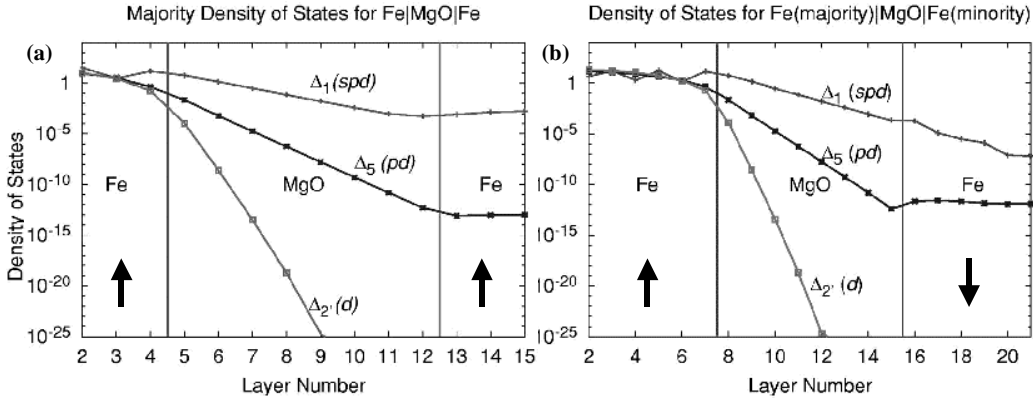 Majority Density of States for Fe|MgO|Fe
(a)
Density of States
1
10-5
10-10
10-15
10-20
10-25
Δ1(spd)
Δ5(pd)
Δ2'(d)
Fe
MgO
Fe
2 3 4 5 6 7 8 9 10 11 12 13 14 15
Layer Number
Density of States for Fe(majority)|MgO|Fe(minority)
(b)
1
10-5
10-10
10-15
10-20
10-25
Δ1(spd)
Δ5(pd)
Δ2'(d)
Fe
MgO
Fe
2 4 6 8 10 12 14 16 18 20
Layer Number